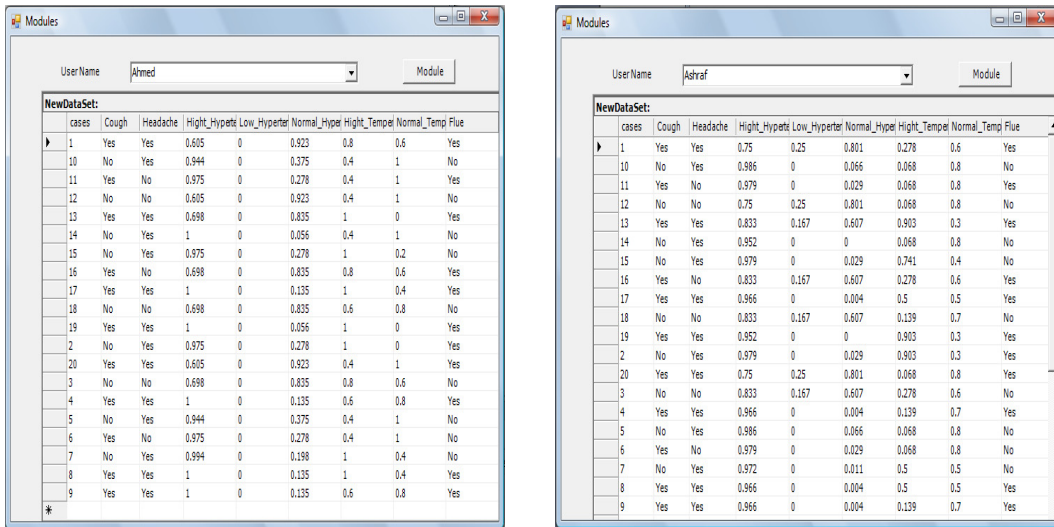 Modules
User Name Ahmed Module
NewDataSet:
cases Cough Headache Hight_Hyperte Low_Hyperter Normal_Hyper Hight_Temper Normal_Temp Flue
1 Yes Yes 0.605 0 0.923 0.8 0.6 Yes
10 No Yes 0.944 0 0.375 0.4 1 No
11 Yes No 0.975 0 0.278 0.4 1 Yes
12 No No 0.605 0 0.923 0.4 1 No
13 Yes Yes 0.698 0 0.835 1 0 Yes
14 No Yes 1 0 0.056 0.4 1 No
15 No Yes 0.975 0 0.278 1 0.2 No
16 Yes No 0.698 0 0.835 0.8 0.6 Yes
17 Yes Yes 1 0 0.135 1 0.4 Yes
18 No No 0.698 0 0.835 0.6 0.8 No
19 Yes Yes 1 0 0.056 1 0 Yes
2 No Yes 0.975 0 0.278 1 0 Yes
20 Yes Yes 0.605 0 0.923 0.4 1 Yes
3 No No 0.698 0 0.835 0.8 0.6 No
4 Yes Yes 1 0 0.135 0.6 0.8 Yes
5 No Yes 0.944 0 0.375 0.4 1 No
6 Yes No 0.975 0 0.278 0.4 1 No
7 No Yes 0.994 0 0.198 1 0.4 No
8 Yes Yes 1 0 0.135 1 0.4 Yes
9 Yes Yes 1 0 0.135 0.6 0.8 Yes
Modules
User Name Ashraf Module
NewDataSet:
cases Cough Headache Hight_Hyperte Low_Hyperter Normal_Hyper Hight_Temper Normal_Temp Flue
1 Yes Yes 0.75 0.25 0.801 0.278 0.6 Yes
10 No Yes 0.986 0 0.066 0.068 0.8 No
11 Yes No 0.979 0 0.029 0.068 0.8 Yes
12 No No 0.75 0.25 0.801 0.068 0.8 No
13 Yes Yes 0.833 0.167 0.607 0.903 0.3 Yes
14 No Yes 0.952 0 0 0.068 0.8 No
15 No Yes 0.979 0 0.029 0.741 0.4 No
16 Yes No 0.833 0.167 0.607 0.278 0.6 Yes
17 Yes Yes 0.966 0 0.004 0.5 0.5 Yes
18 No No 0.833 0.167 0.607 0.139 0.7 No
19 Yes Yes 0.952 0 0 0.903 0.3 Yes
2 No Yes 0.979 0 0.029 0.903 0.3 Yes
20 Yes Yes 0.75 0.25 0.801 0.068 0.8 Yes
3 No No 0.833 0.167 0.607 0.278 0.6 No
4 Yes Yes 0.966 0 0.004 0.139 0.7 Yes
5 No Yes 0.986 0 0.066 0.068 0.8 No
6 Yes No 0.979 0 0.029 0.068 0.8 No
7 No Yes 0.972 0 0.011 0.5 0.5 No
8 Yes Yes 0.966 0 0.004 0.5 0.5 Yes
9 Yes Yes 0.966 0 0.004 0.139 0.7 Yes